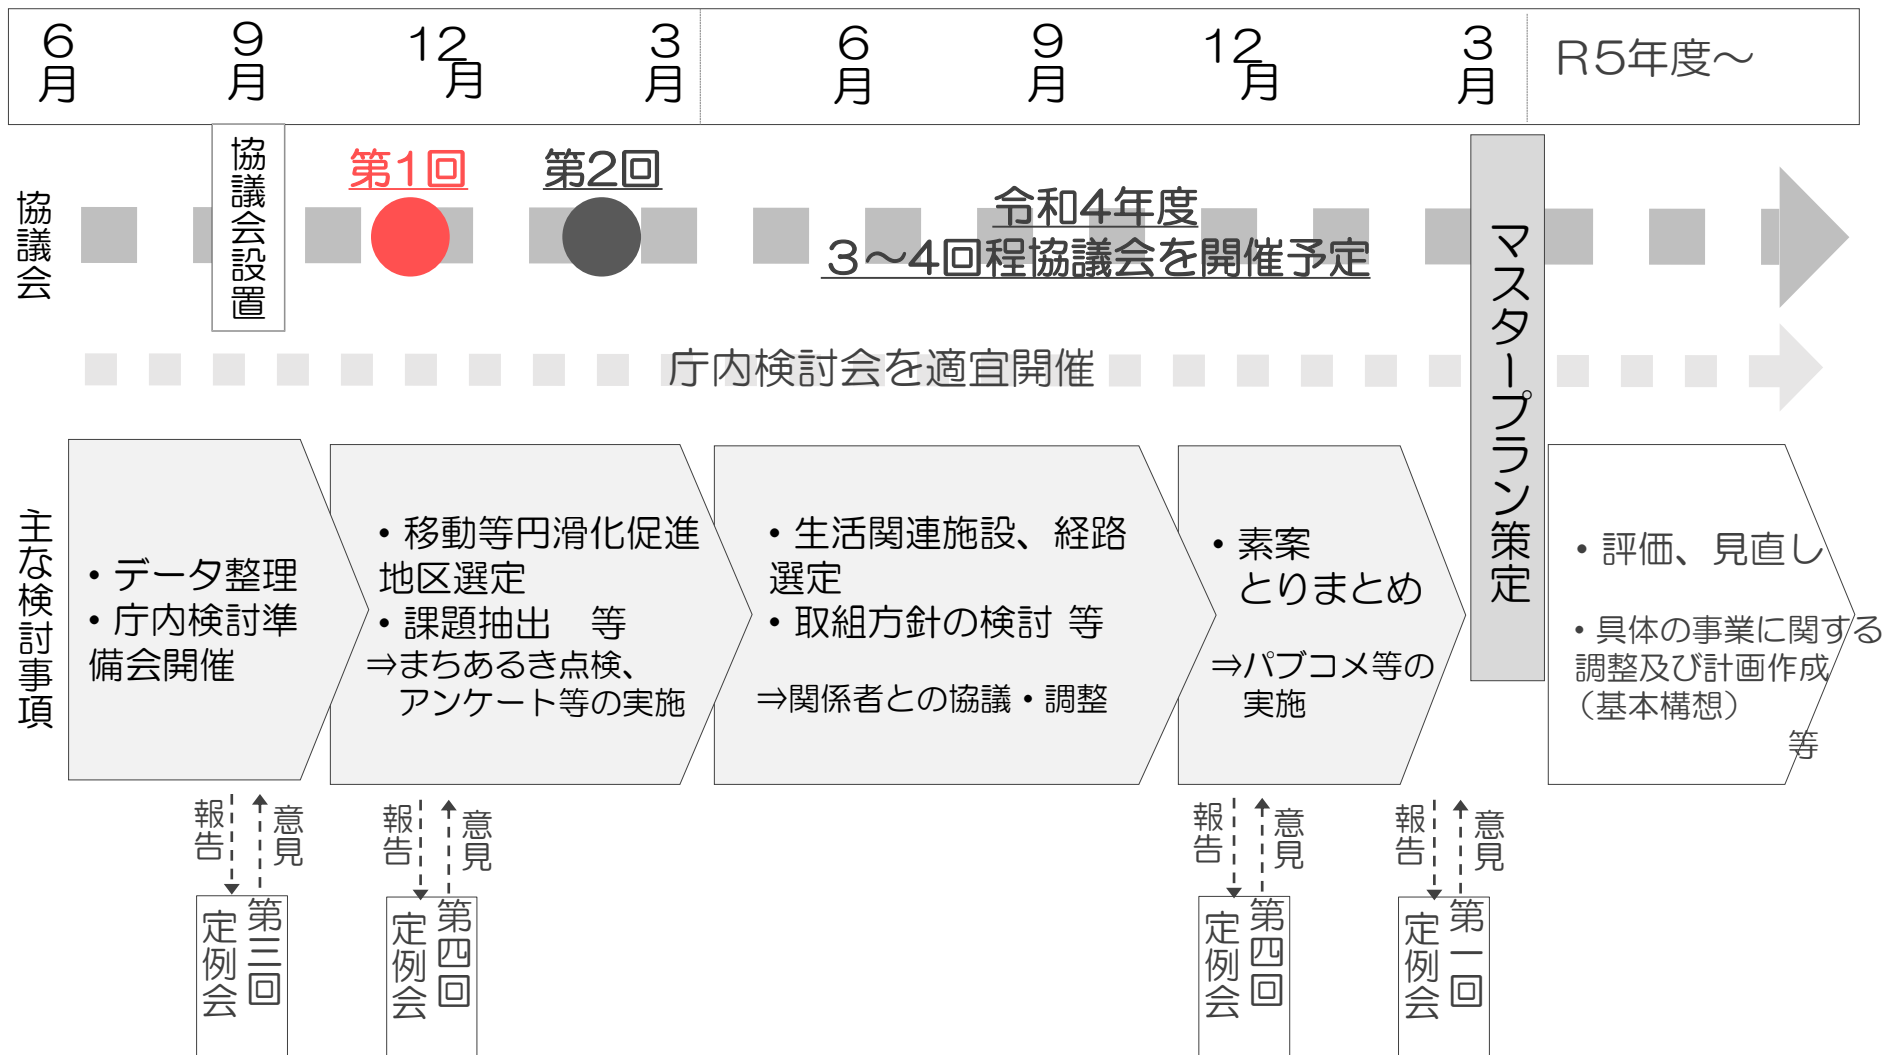 6月
9月
12月
3月
6月
9月
12月
3月
R5年度～
協議会
協議会設置
第1回
第2回
令和4年度
3～4回程協議会を開催予定
庁内検討会を適宜開催
マスタープラン策定
主な検討事項
・データ整理
・庁内検討準
備会開催
・移動等円滑化促進
地区選定
・課題抽出　等
⇒まちあるき点検、
アンケート等の実施
・生活関連施設、経路
選定
・取組方針の検討 等
⇒関係者との協議・調整
・素案
とりまとめ
⇒パブコメ等の
実施
・評価、見直し
・具体の事業に関する
調整及び計画作成
（基本構想）
等
報告
意見
第三回
定例会
報告
意見
第四回
定例会
報告
意見
第四回
定例会
報告
意見
第一回
定例会